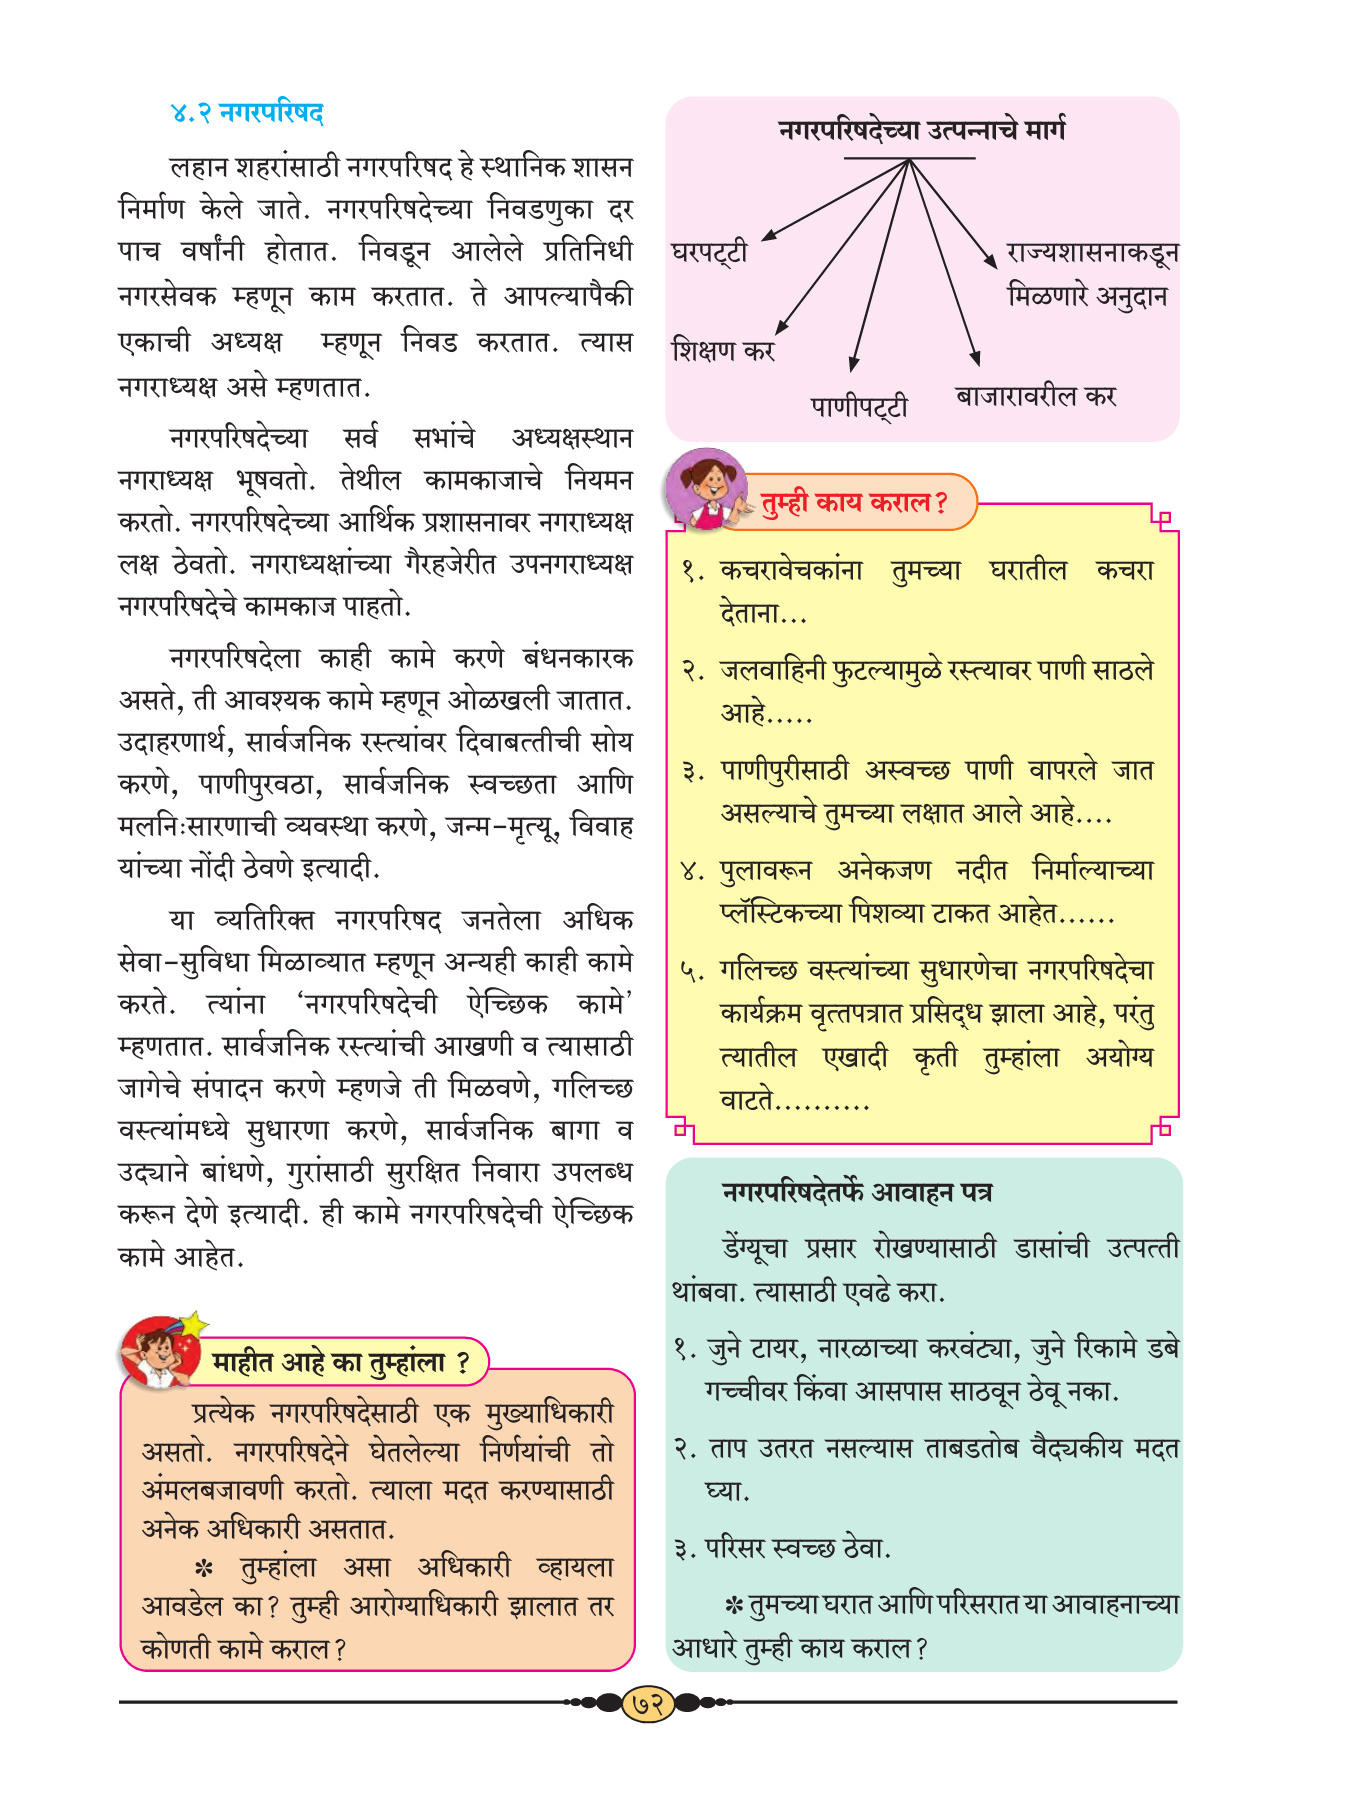 ४.२ नगरपरिषद
लहान शहरांसाठी नगरपरिषद हे स्थानिक शासन
निर्माण केले जाते. नगरपरिषदेच्या निवडणुका दर
पाच वर्षांनी होतात. निवडून आलेले प्रतिनिधी
नगरसेवक म्हणून काम करतात. ते आपल्यापैकी
एकाची अध्यक्ष म्हणून निवड करतात. त्यास
नगराध्यक्ष असे म्हणतात.
नगरपरिषदेच्या सर्व सभांचे अध्यक्षस्थान
नगराध्यक्ष भूषवतो. तेथील कामकाजाचे नियमन
करतो. नगरपरिषदेच्या आर्थिक प्रशासनावर नगराध्यक्ष
लक्ष ठेवतो. नगराध्यक्षांच्या गैरहजेरीत उपनगराध्यक्ष
नगरपरिषदेचे कामकाज पाहतो.
नगरपरिषदेला काही कामे करणे बंधनकारक
असते, ती आवश्यक कामे म्हणून ओळखली जातात.
उदाहरणार्थ, सार्वजनिक रस्त्यांवर दिवाबत्तीची सोय
करणे, पाणीपुरवठा, सार्वजनिक स्वच्छता आणि
मलनिःसारणाची व्यवस्था करणे, जन्म-मृत्यू, विवाह
यांच्या नोंदी ठेवणे इत्यादी.
या व्यतिरिक्त नगरपरिषद जनतेला अधिक
सेवा-सुविधा मिळाव्यात म्हणून अन्यही काही कामे
करते. त्यांना ‘नगरपरिषदेची ऐच्छिक कामे’
म्हणतात. सार्वजनिक रस्त्यांची आखणी व त्यासाठी
जागेचे संपादन करणे म्हणजे ती मिळवणे, गलिच्छ
वस्त्यांमध्ये सुधारणा करणे, सार्वजनिक बागा व
उद्याने बांधणे, गुरांसाठी सुरक्षित निवारा उपलब्ध
करून देणे इत्यादी. ही कामे नगरपरिषदेची ऐच्छिक
कामे आहेत.
माहीत आहे का तुम्हांला ?
प्रत्येक नगरपरिषदेसाठी एक मुख्याधिकारी
असतो. नगरपरिषदेने घेतलेल्या निर्णयांची तो
अंमलबजावणी करतो. त्याला मदत करण्यासाठी
अनेक अधिकारी असतात.
✽ तुम्हांला असा अधिकारी व्हायला
आवडेल का? तुम्ही आरोग्याधिकारी झालात तर
कोणती कामे कराल?
नगरपरिषदेच्या उत्पन्नाचे मार्ग
घरपट्टी
राज्यशासनाकडून
मिळणारे अनुदान
शिक्षण कर
पाणीपट्टी
बाजारावरील कर
तुम्ही काय कराल?
१. कचरावेचकांना तुमच्या घरातील कचरा
देताना...
२. जलवाहिनी फुटल्यामुळे रस्त्यावर पाणी साठले
आहे.....
३. पाणीपुरीसाठी अस्वच्छ पाणी वापरले जात
असल्याचे तुमच्या लक्षात आले आहे....
४. पुलावरून अनेकजण नदीत निर्माल्याच्या
प्लॅस्टिकच्या पिशव्या टाकत आहेत......
५. गलिच्छ वस्त्यांच्या सुधारणेचा नगरपरिषदेचा
कार्यक्रम वृत्तपत्रात प्रसिद्ध झाला आहे, परंतु
त्यातील एखादी कृती तुम्हांला अयोग्य
वाटते..........
नगरपरिषदेतर्फे आवाहन पत्र
डेंग्यूचा प्रसार रोखण्यासाठी डासांची उत्पत्ती
थांबवा. त्यासाठी एवढे करा.
१. जुने टायर, नारळाच्या करवंट्या, जुने रिकामे डबे
गच्चीवर किंवा आसपास साठवून ठेवू नका.
२. ताप उतरत नसल्यास ताबडतोब वैद्यकीय मदत
घ्या.
३. परिसर स्वच्छ ठेवा.
✽ तुमच्या घरात आणि परिसरात या आवाहनाच्या
आधारे तुम्ही काय कराल?
७२